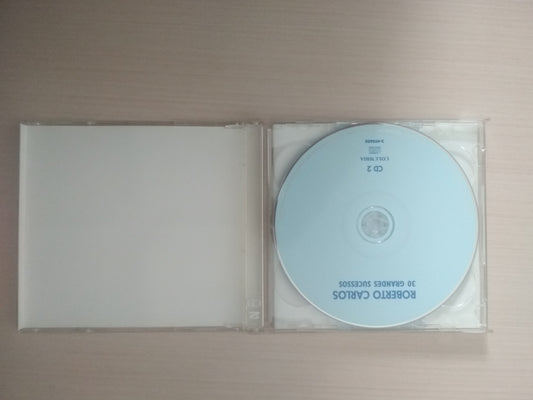 ROBERTO CARLOS
30 GRANDES SUCESSOS
CD 2
COLUMBIA